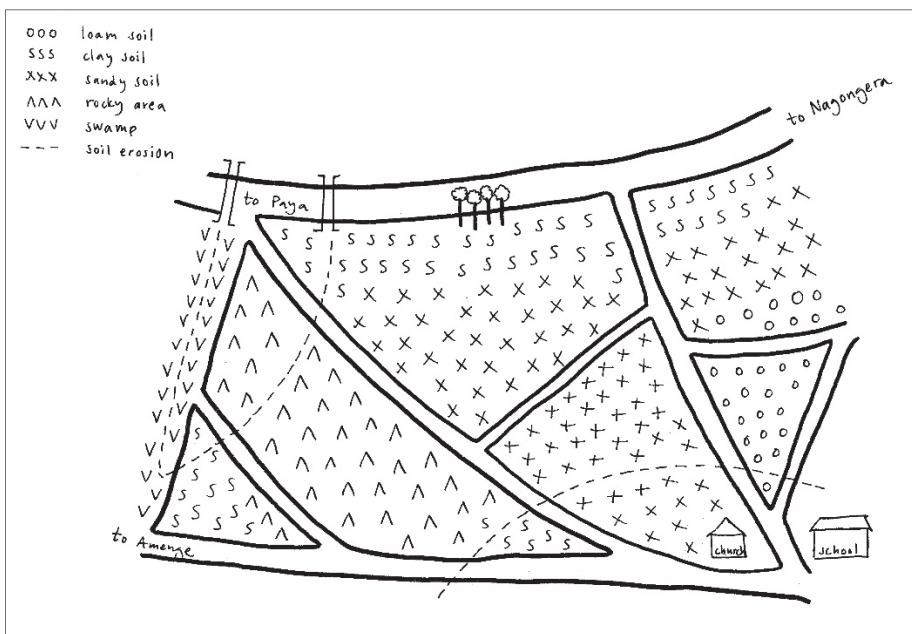 ooo loam soil
SSS clay soil
xxx sandy soil
ΛΛΛ rocky area
VVV swamp
--- soil erosion
to Nagongera
to Paya
to Amenge
church
school